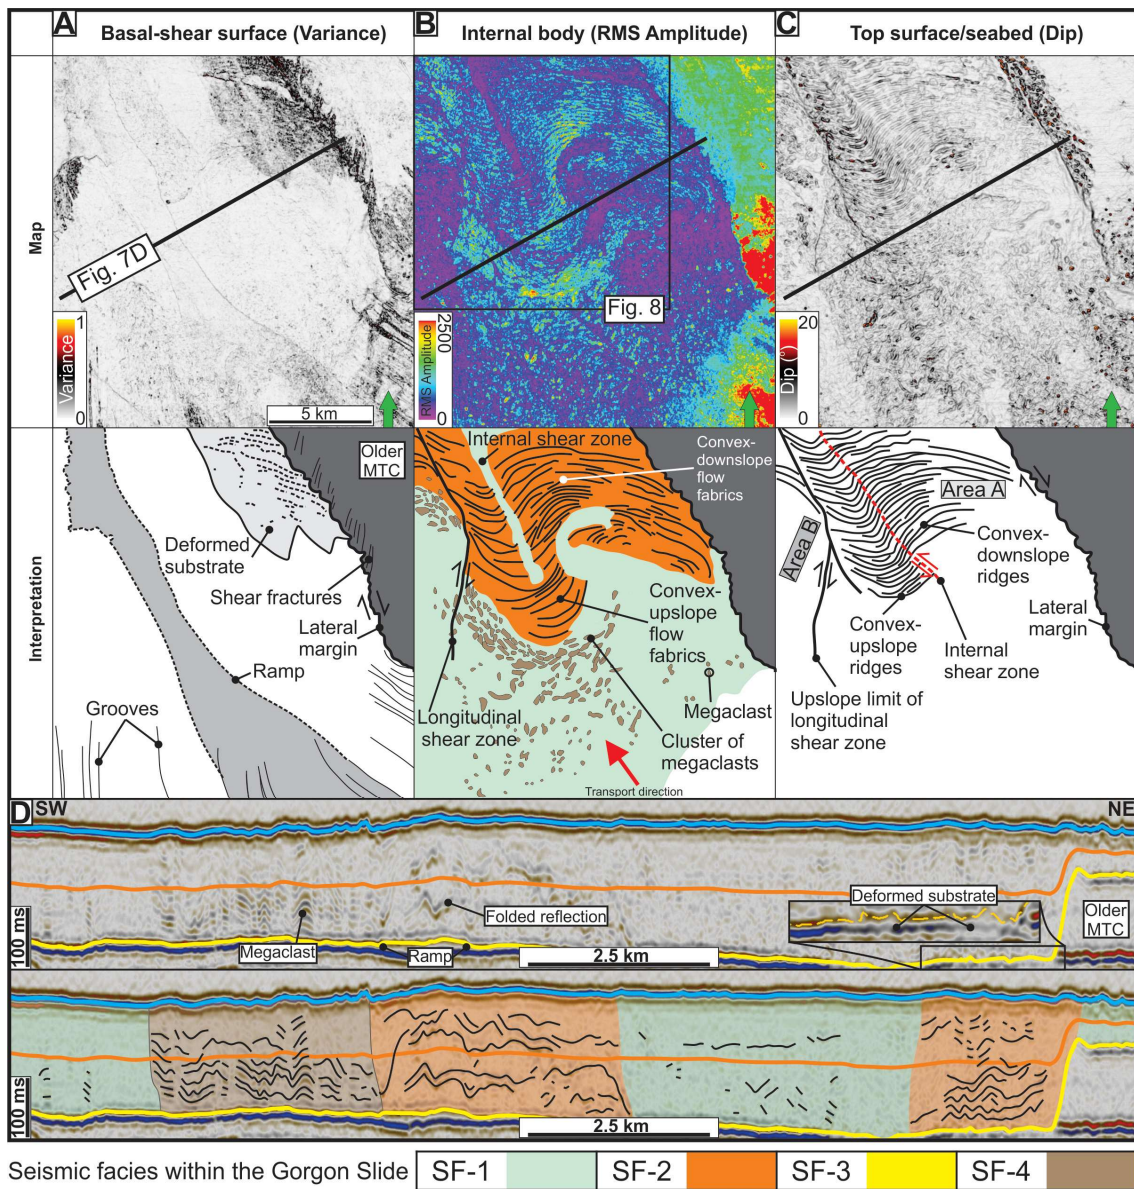 A
Basal-shear surface (Variance)
B
Internal body (RMS Amplitude)
C
Top surface/seabed (Dip)
Map
Fig. 7D
1
Variance
0
5 km
Fig. 8
2500
RMS Amplitude
0
20
Dip (°)
0
Interpretation
Older
MTC
Deformed
substrate
Shear fractures
Lateral
margin
Ramp
Grooves
Internal shear zone
Convex-
downslope
flow
fabrics
Convex-
upslope
flow
fabrics
Megaclast
Longitudinal
shear zone
Cluster of
megaclasts
Transport direction
Area A
Area B
Convex-
downslope
ridges
Convex-
upslope
ridges
Internal
shear zone
Lateral
margin
Upslope limit of
longitudinal
shear zone
D
SW
NE
100 ms
Megaclast
Ramp
Folded reflection
2.5 km
Deformed substrate
Older
MTC
100 ms
2.5 km
Seismic facies within the Gorgon Slide
SF-1
SF-2
SF-3
SF-4